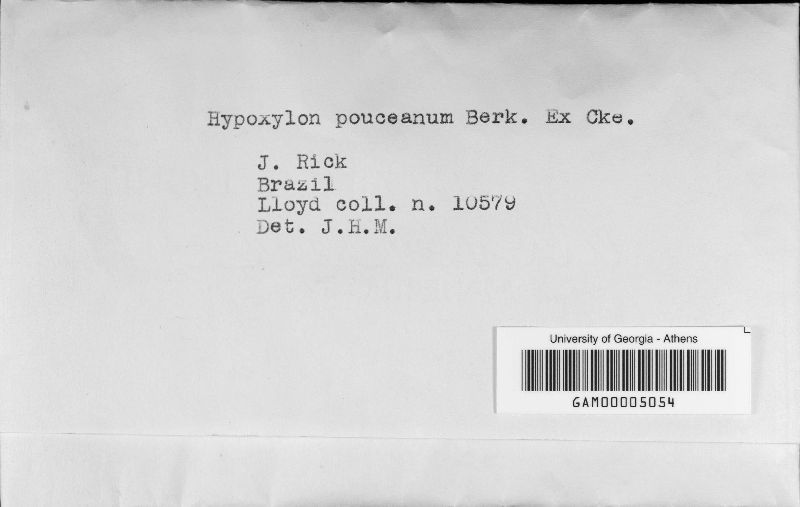 Hypoxylon pouceanum Berk. Ex Cke.
J. Rick
Brazil
Lloyd coll. n. 10579
Det. J.H.M.
University of Georgia - Athens
GAM00005054